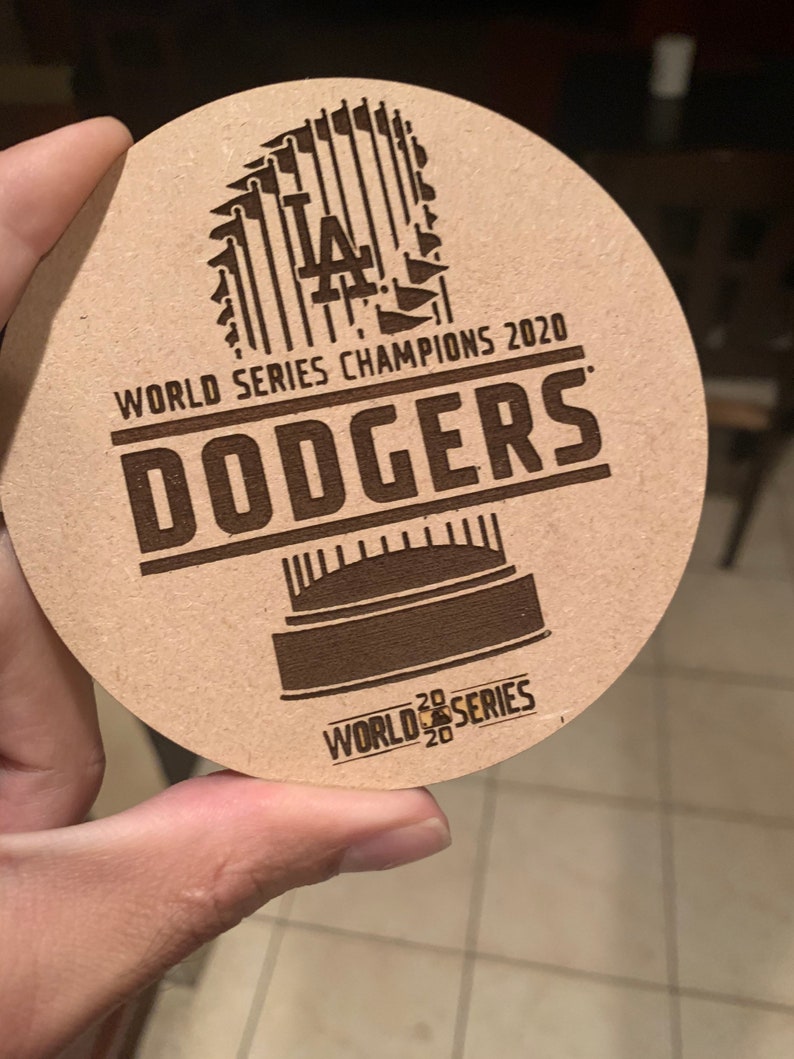 LA
WORLD SERIES CHAMPIONS 2020
DODGERS
20
WORLD SERIES
20